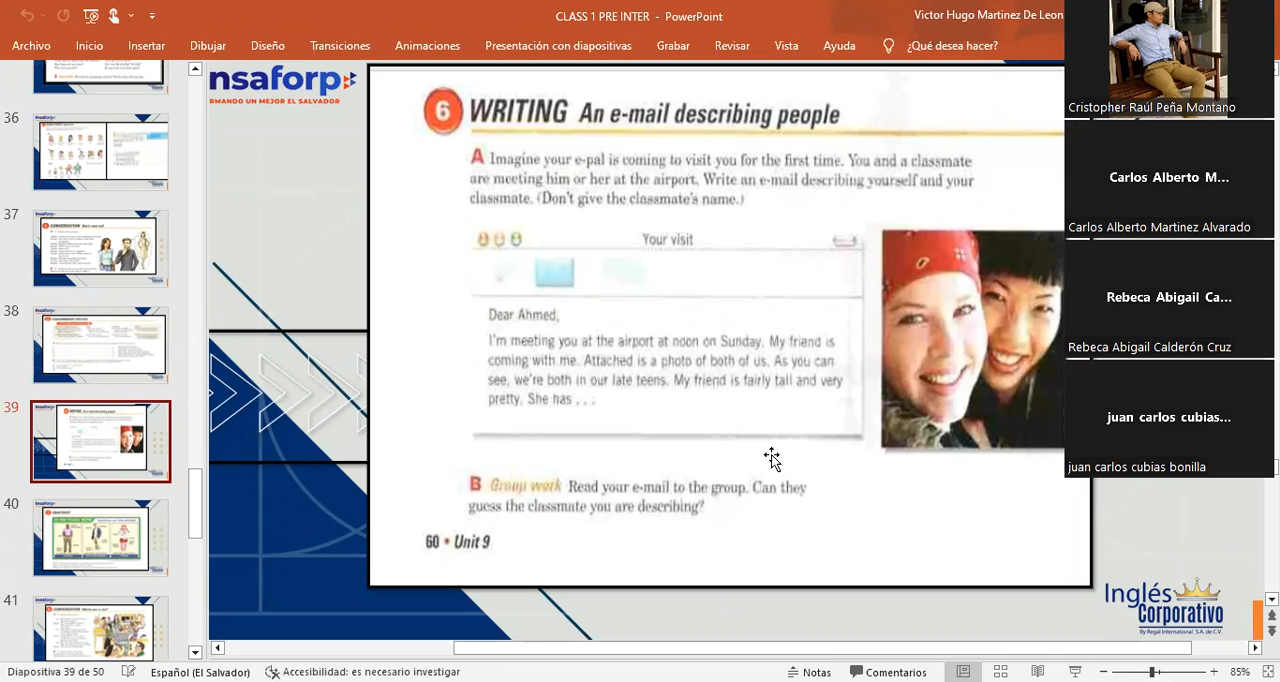 CLASS 1 PRE INTER - PowerPoint
Victor Hugo Martinez De Leon
Archivo Inicio Insertar Dibujar Diseño Transiciones Animaciones Presentación con diapositivas Grabar Revisar Vista Ayuda ¿Qué desea hacer?
Cristopher Raúl Peña Montano
Carlos Alberto M...
Carlos Alberto Martinez Alvarado
Rebeca Abigail Ca...
Rebeca Abigail Calderón Cruz
juan carlos cubias...
juan carlos cubias bonilla
36
37
38
39
40
41
nsaforp
RMANDO UN MEJOR EL SALVADOR
6 WRITING An e-mail describing people
A Imagine your e-pal is coming to visit you for the first time. You and a classmate
are meeting him or her at the airport. Write an e-mail describing yourself and your
classmate. (Don't give the classmate's name.)
Your visit
Dear Ahmed,
I'm meeting you at the airport at noon on Sunday. My friend is
coming with me. Attached is a photo of both of us. As you can
see, we're both in our late teens. My friend is fairly tall and very
pretty. She has . . .
B Group work Read your e-mail to the group. Can they
guess the classmate you are describing?
60 • Unit 9
Inglés
Corporativo
By Regal International, S.A. de C.V.
Diapositiva 39 de 50 Español (El Salvador) Accesibilidad: es necesario investigar Notas Comentarios 85%